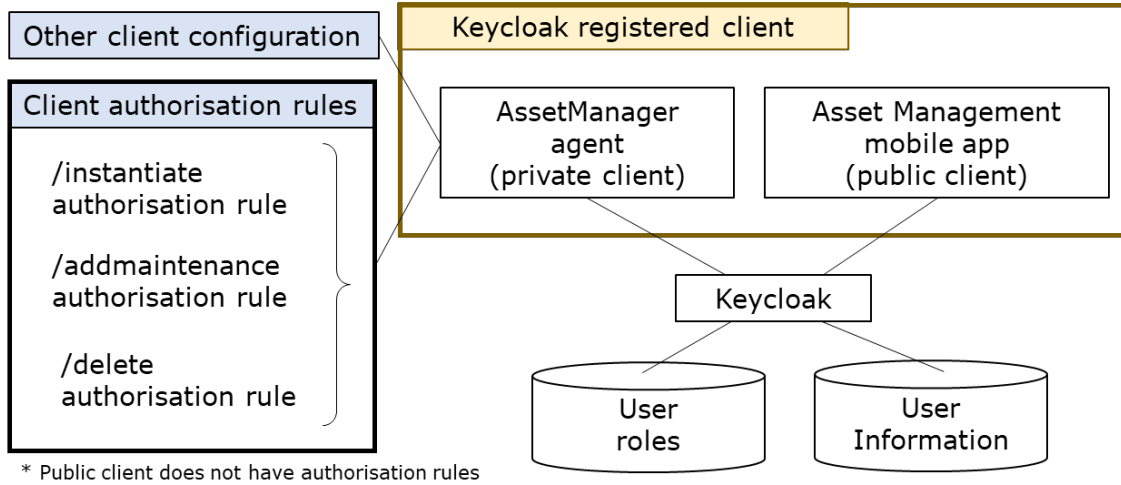 Other client configuration
Keycloak registered client
Client authorisation rules
/instantiate
authorisation rule
/addmaintenance
authorisation rule
/delete
authorisation rule
AssetManager
agent
(private client)
Asset Management
mobile app
(public client)
Keycloak
User
roles
User
Information
* Public client does not have authorisation rules